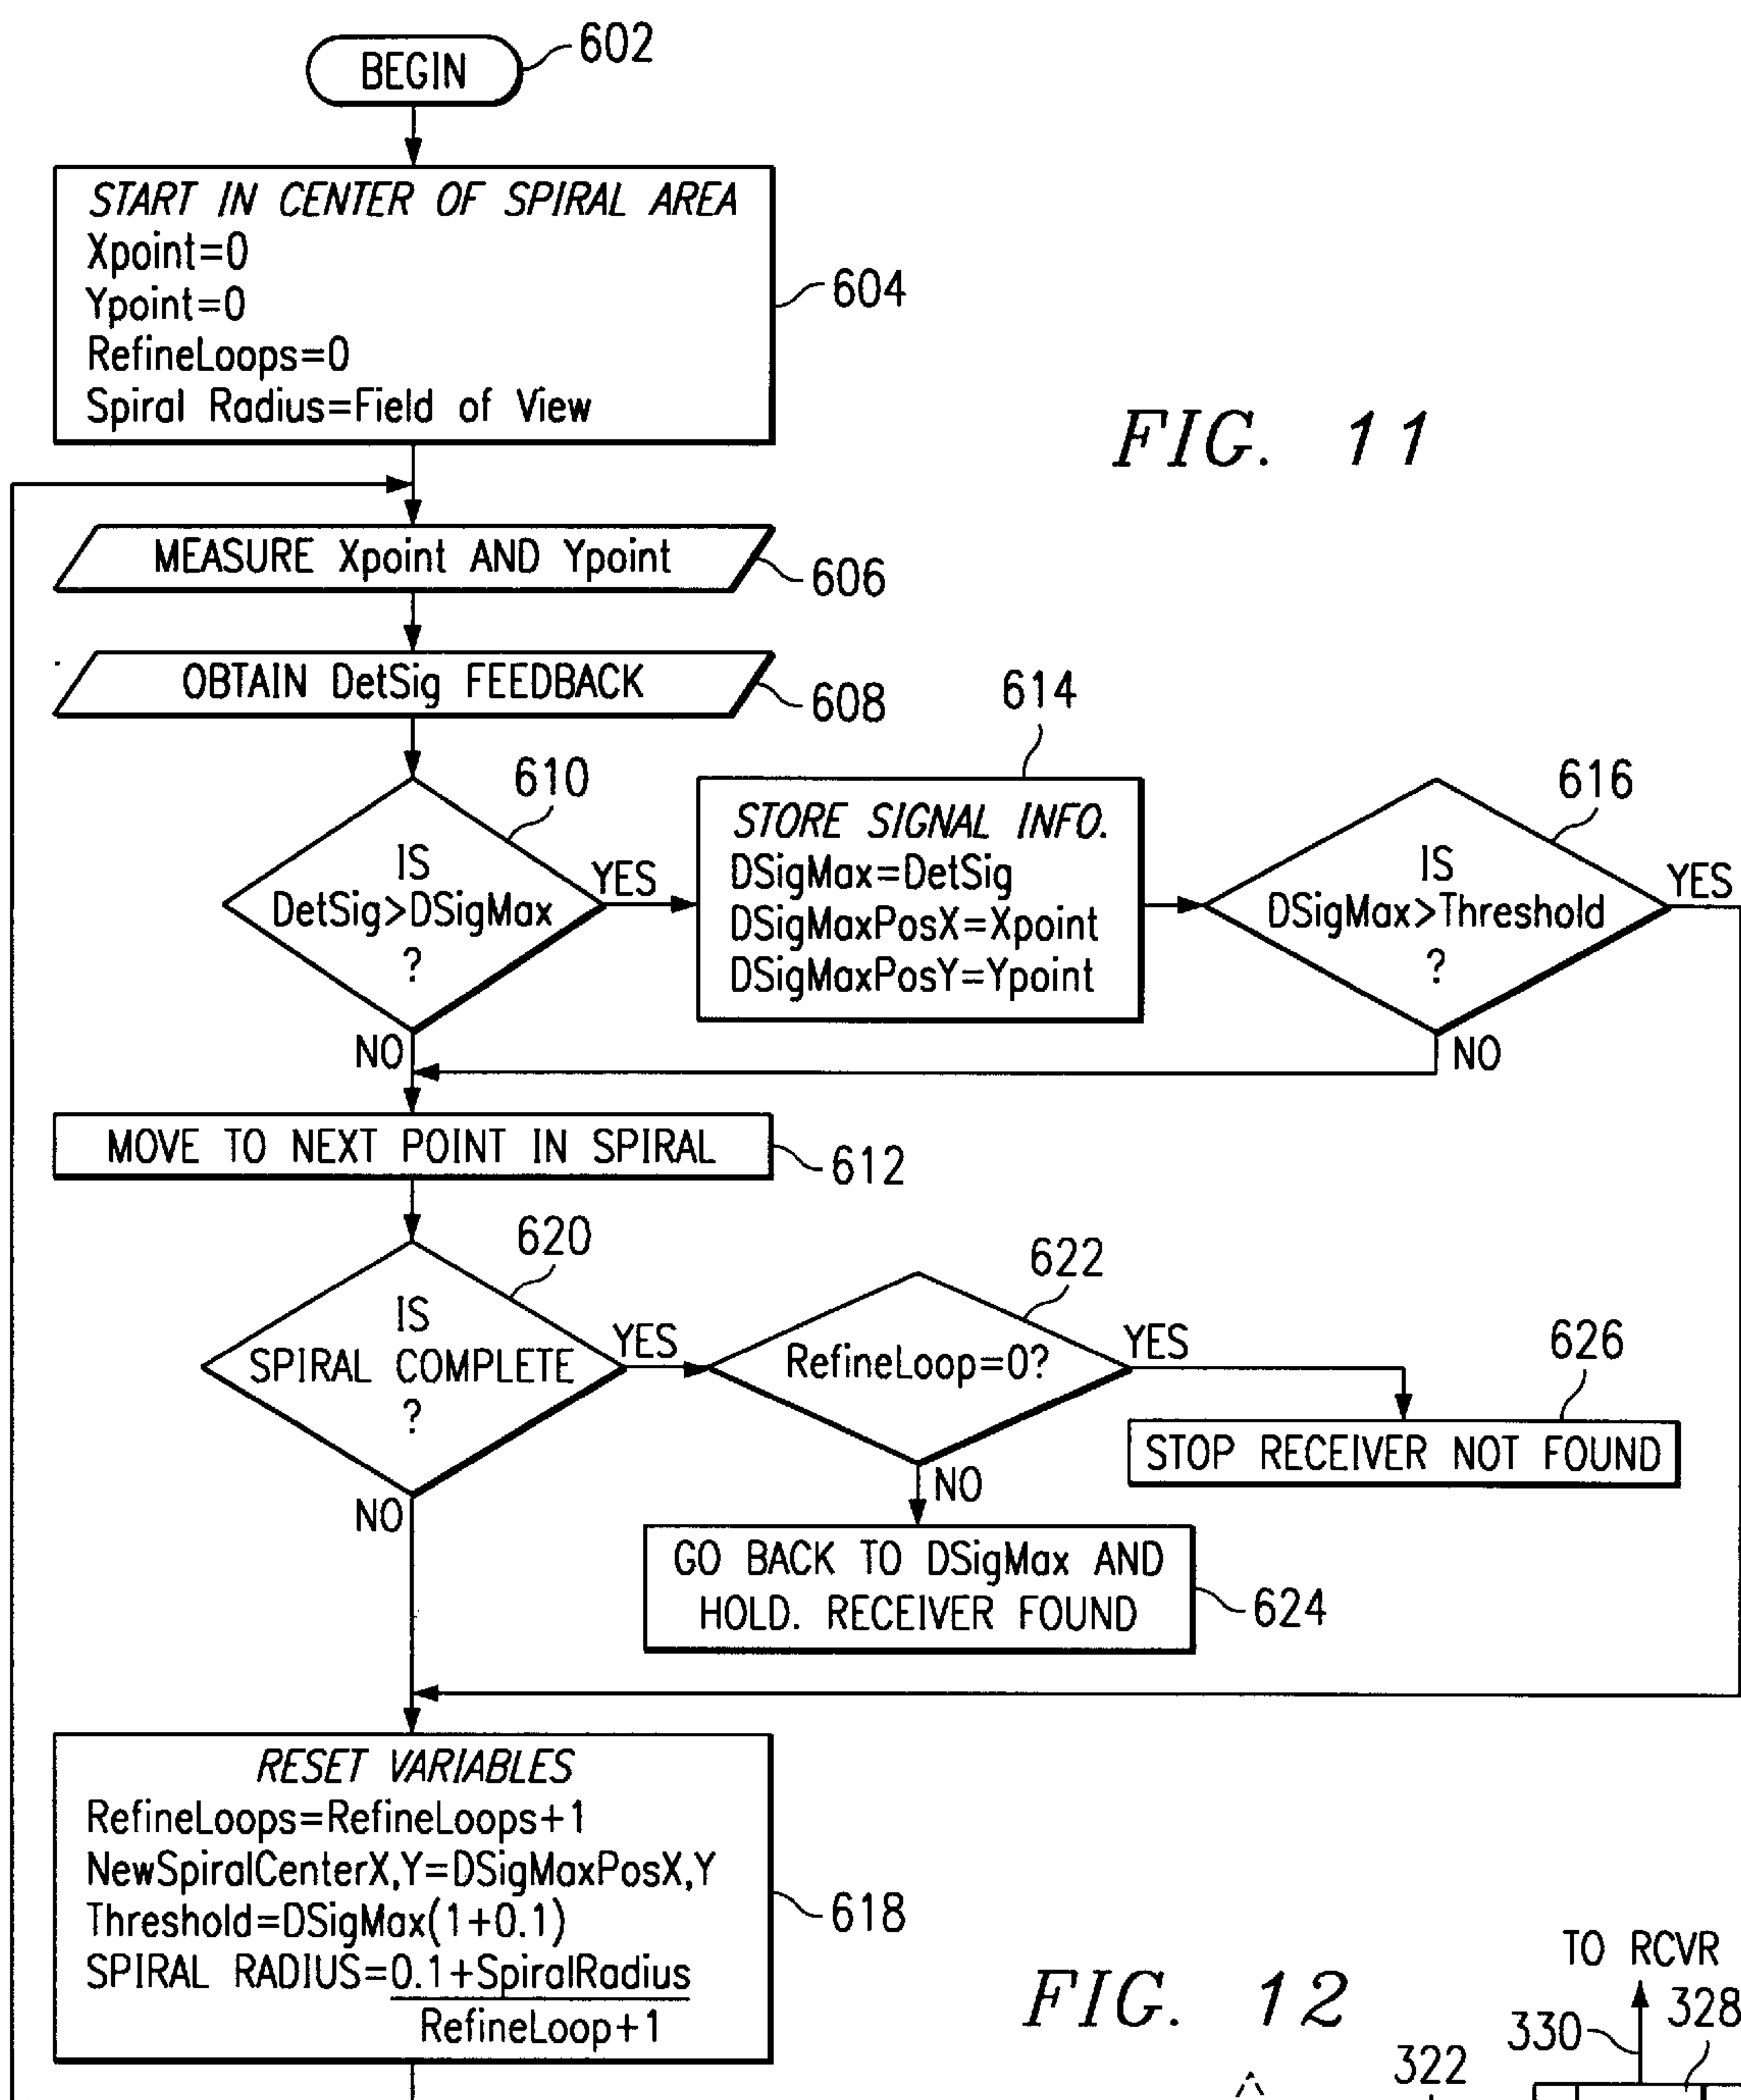 BEGIN
602
START IN CENTER OF SPIRAL AREA
Xpoint=0
Ypoint=0
RefineLoops=0
Spiral Radius=Field of View
604
FIG. 11
MEASURE Xpoint AND Ypoint
606
OBTAIN DetSig FEEDBACK
608
610
IS
DetSig>DSigMax
?
YES
NO
614
STORE SIGNAL INFO.
DSigMax=DetSig
DSigMaxPosX=Xpoint
DSigMaxPosY=Ypoint
616
IS
DSigMax>Threshold
?
YES
NO
MOVE TO NEXT POINT IN SPIRAL
612
620
IS
SPIRAL COMPLETE
?
YES
NO
622
RefineLoop=0?
YES
NO
626
STOP RECEIVER NOT FOUND
GO BACK TO DSigMax AND
HOLD. RECEIVER FOUND
624
RESET VARIABLES
RefineLoops=RefineLoops+1
NewSpiralCenterX,Y=DSigMaxPosX,Y
Threshold=DSigMax(1+0.1)
SPIRAL RADIUS=0.1+SpiralRadius
RefineLoop+1
618
FIG. 12
TO RCVR
330
328
322